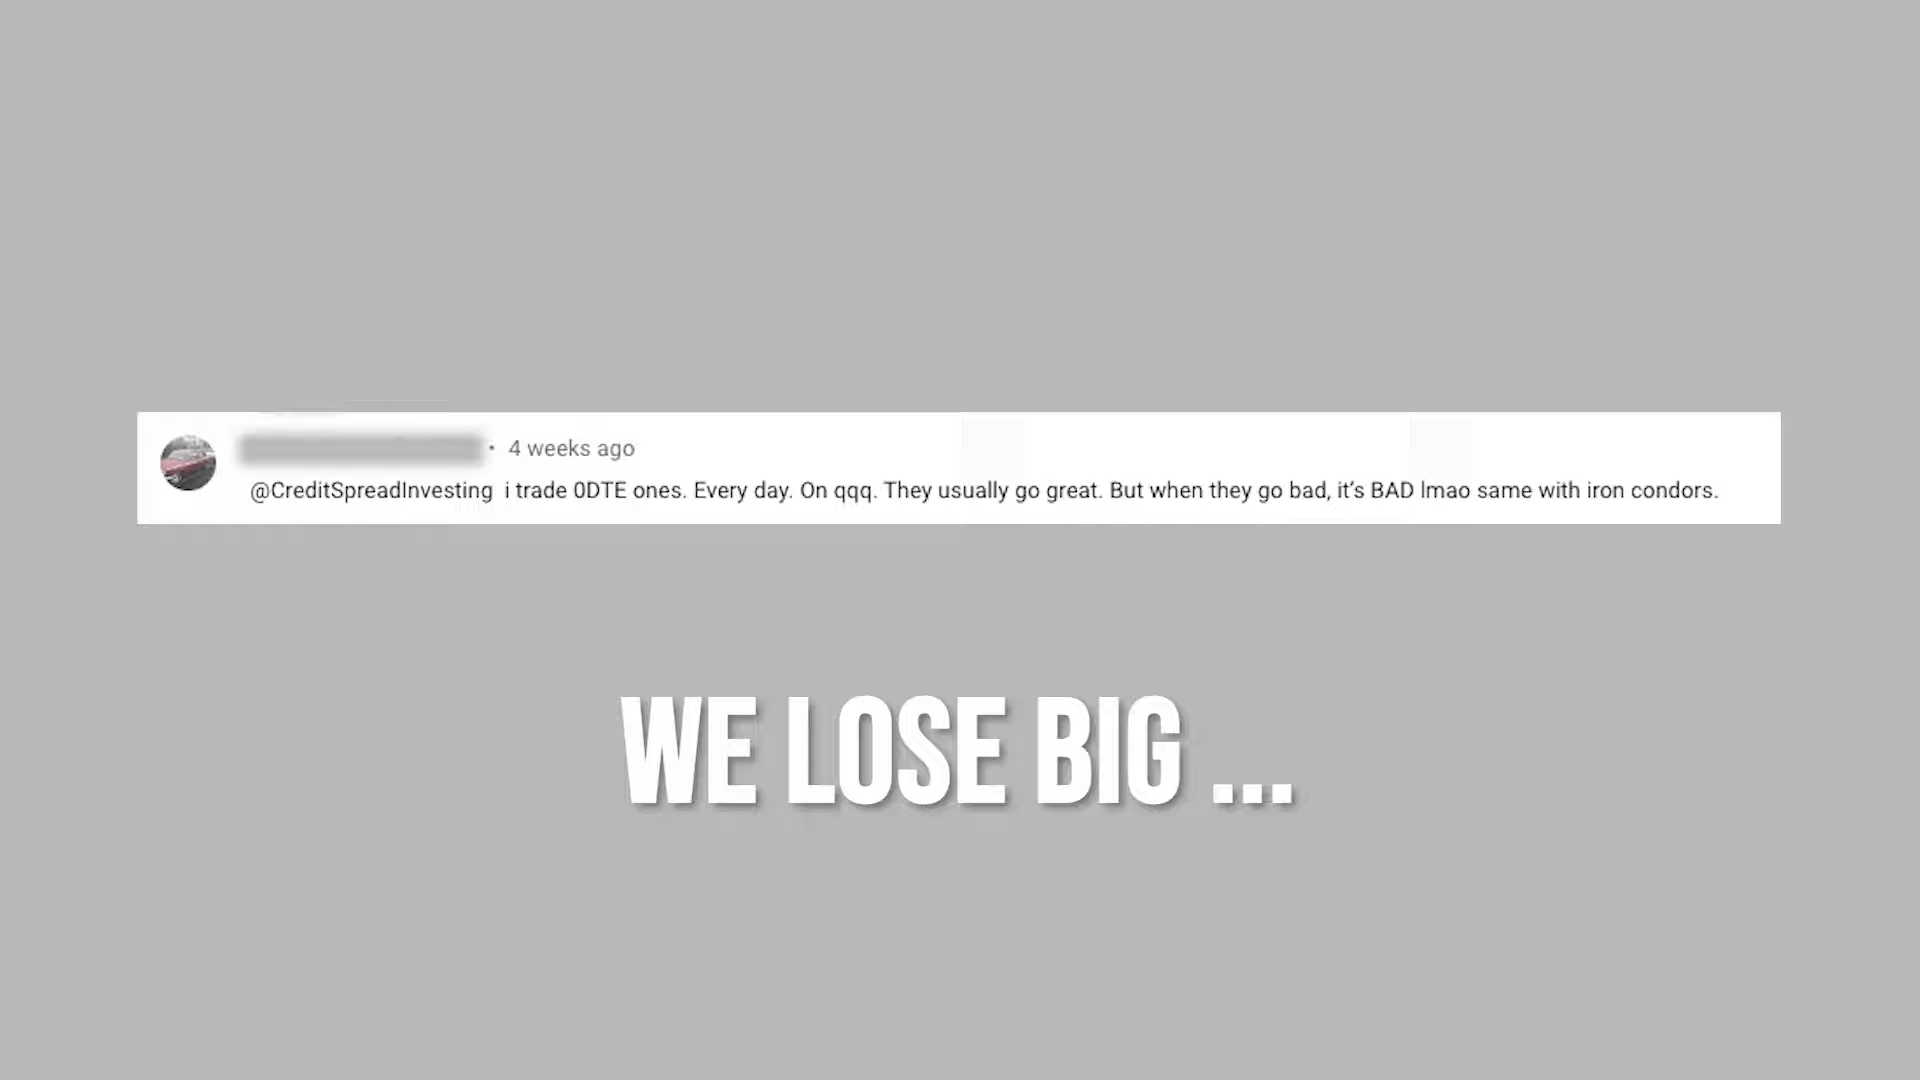 • 4 weeks ago
@CreditSpreadInvesting i trade 0DTE ones. Every day. On qqq. They usually go great. But when they go bad, it’s BAD lmao same with iron condors.
WE LOSE BIG ...